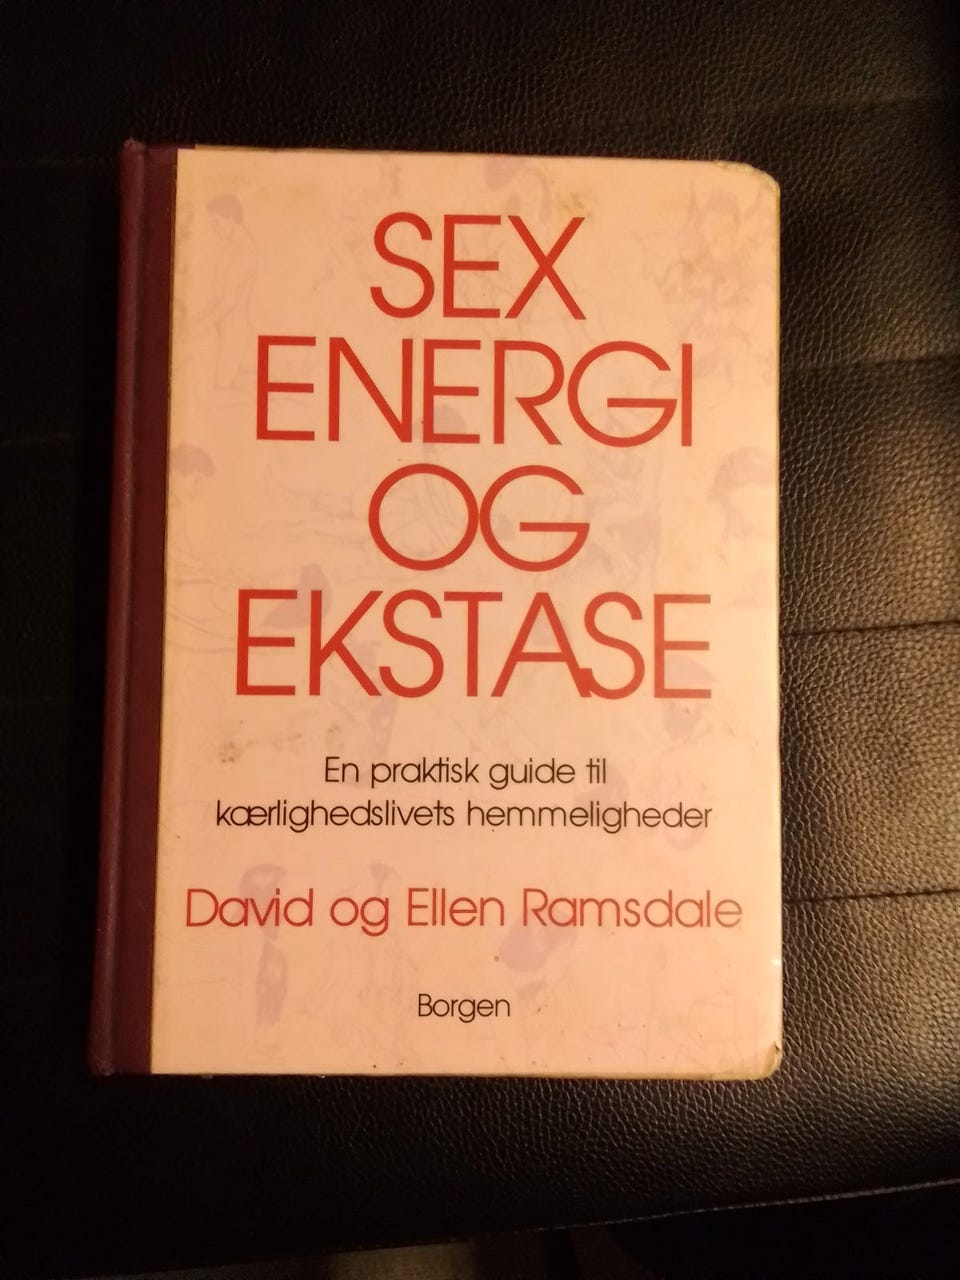 SEX
ENERGI
OG
EKSTASE
En praktisk guide til
kærlighedslivets hemmeligheder
David og Ellen Ramsdale
Borgen